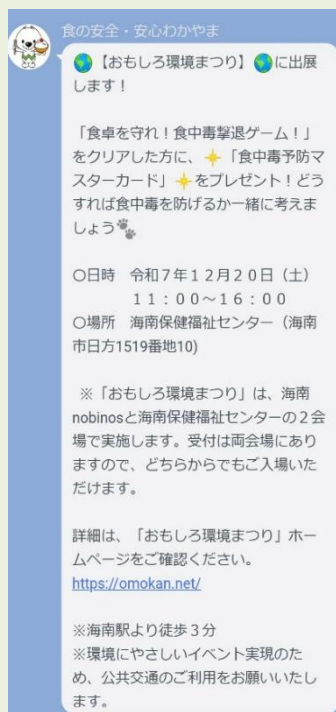 食の安全・安心わかやま
🌏【おもしろ環境まつり】🌏に出展
します！
「食卓を守れ！食中毒撃退ゲーム！」
をクリアした方に、✨「食中毒予防マ
スターカード」✨をプレゼント！どう
すれば食中毒を防げるか一緒に考えま
しょう🐾
○日時　令和７年１２月２０日（土）
１１：００～１６：００
○場所　海南保健福祉センター（海南
市日方1519番地10)
※「おもしろ環境まつり」は、海南
nobinosと海南保健福祉センターの２会
場で実施します。受付は両会場にあり
ますので、どちらからでもご入場いた
だけます。
詳細は、「おもしろ環境まつり」ホー
ムページをご確認ください。
https://omokan.net/
※海南駅より徒歩３分
※環境にやさしいイベント実現のた
め、公共交通のご利用をお願いいたし
ます。